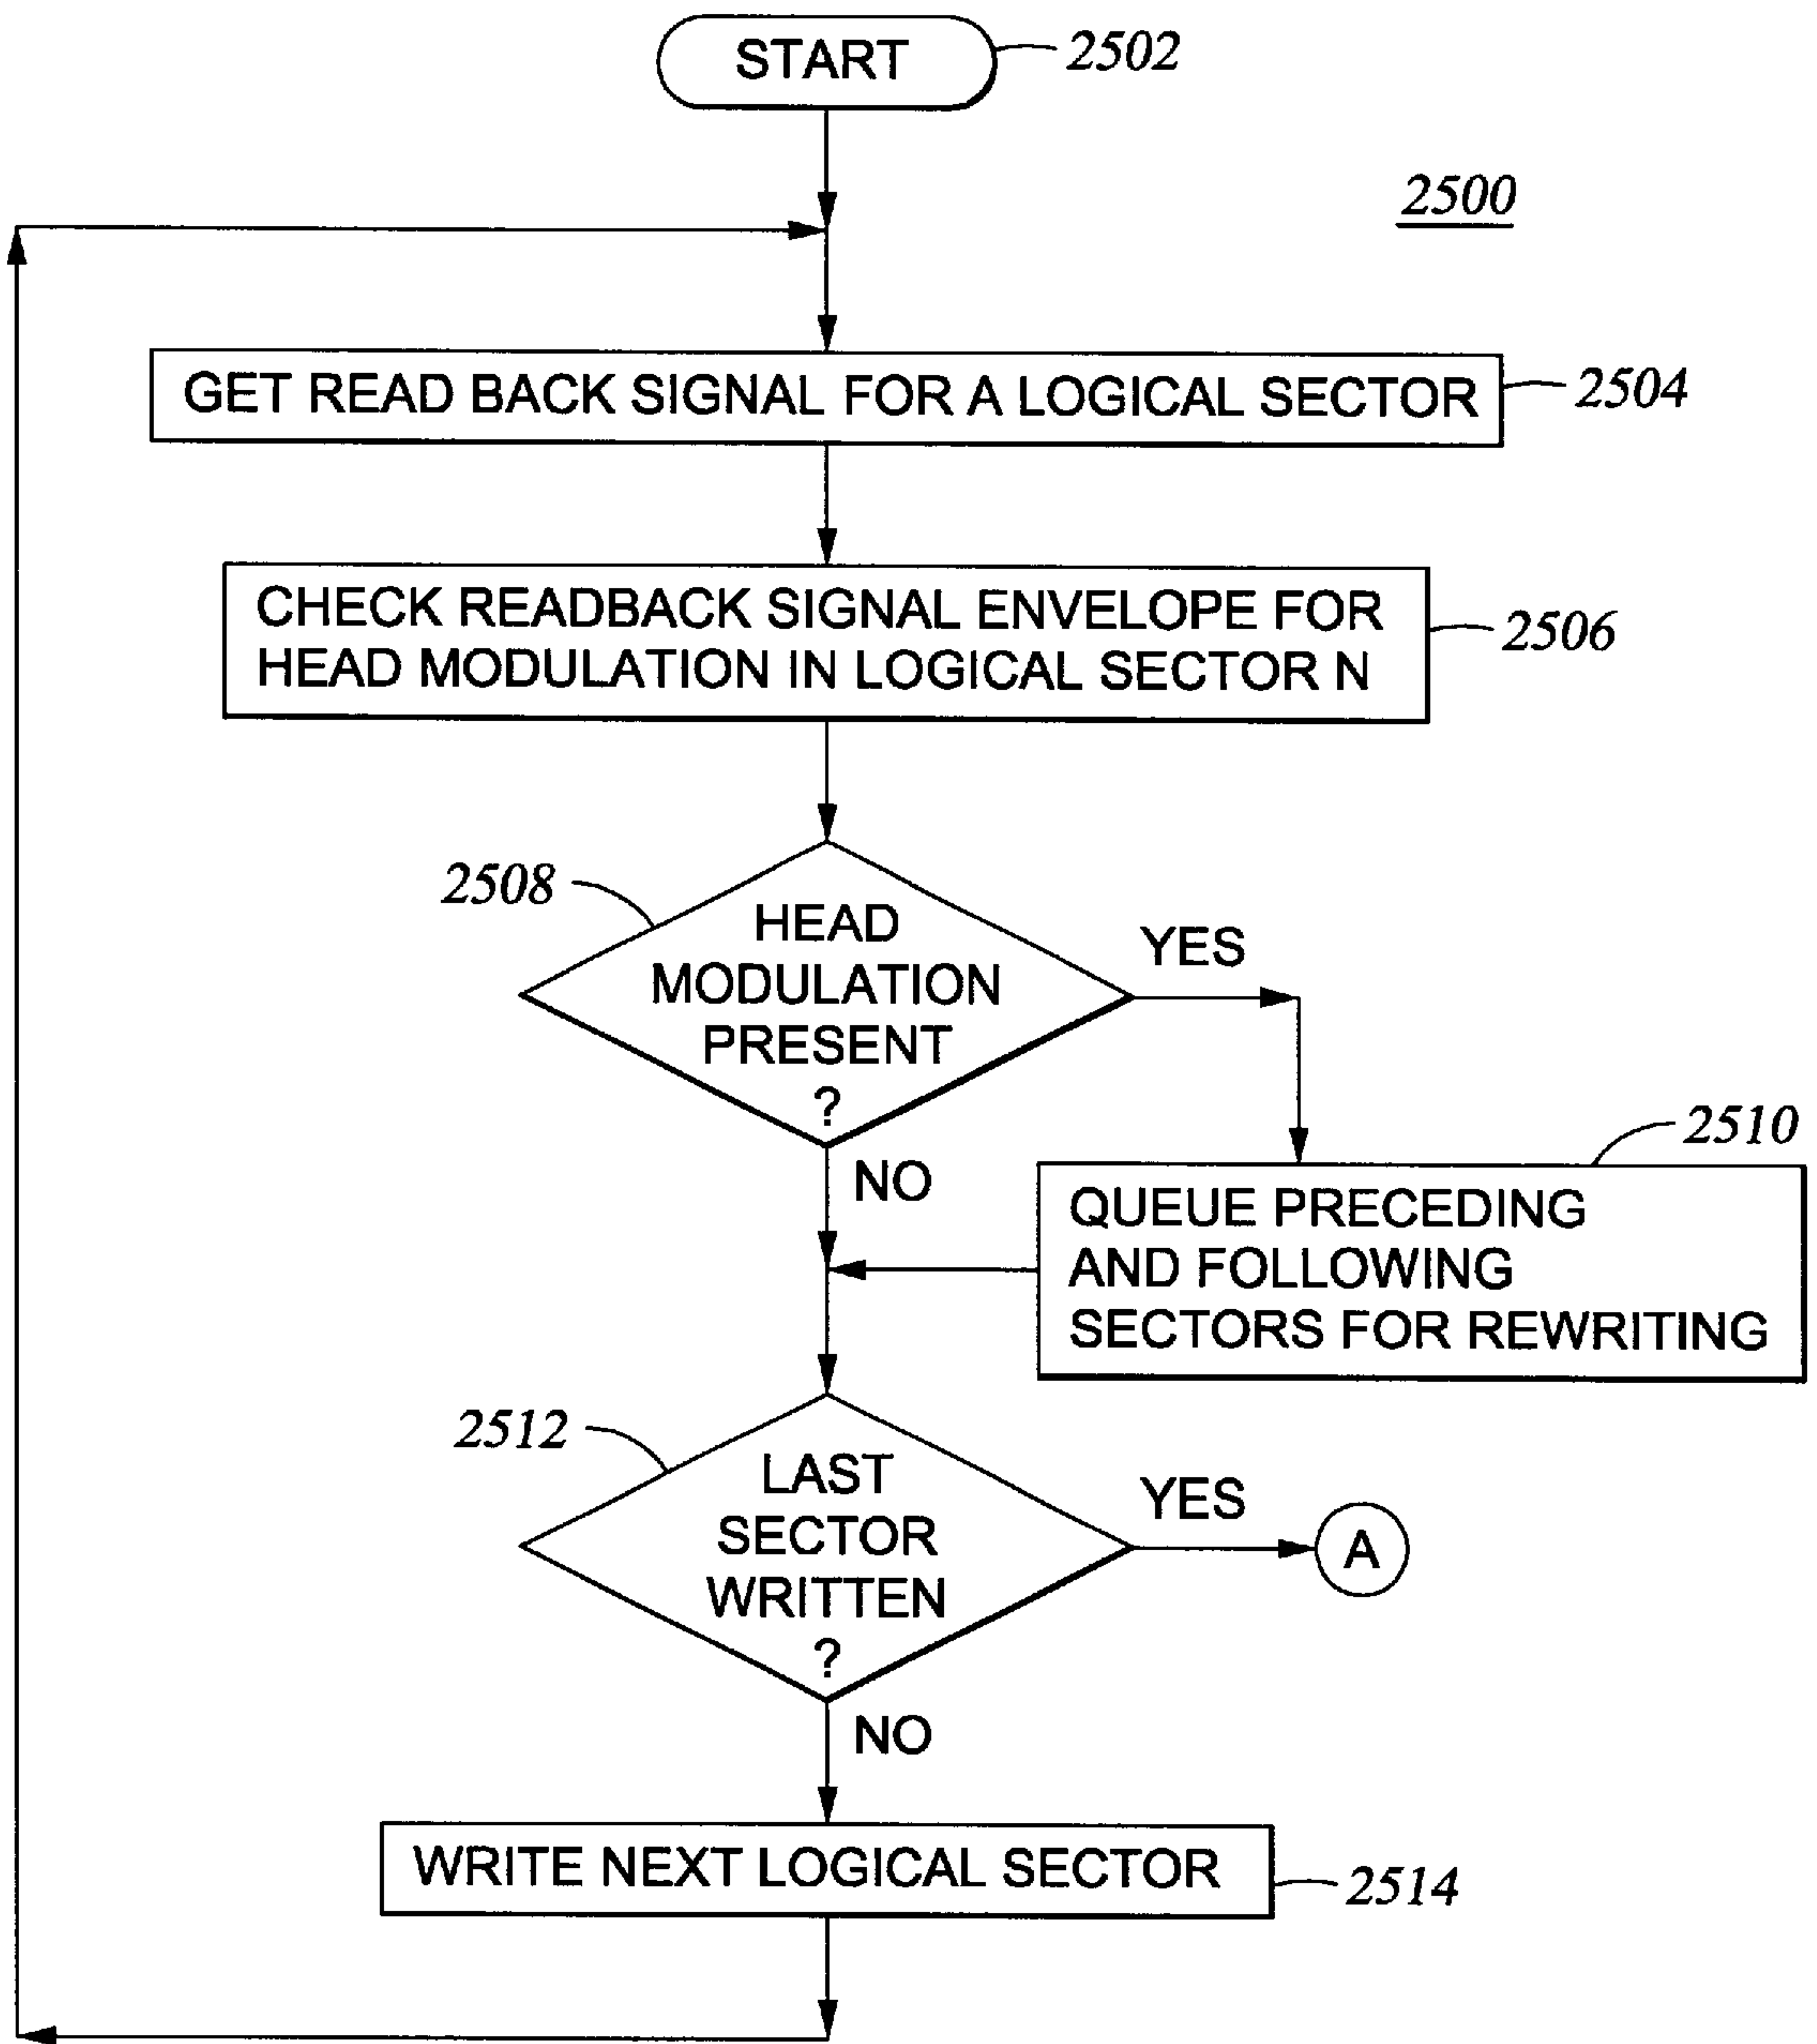 START
2502
2500
GET READ BACK SIGNAL FOR A LOGICAL SECTOR
2504
CHECK READBACK SIGNAL ENVELOPE FOR
HEAD MODULATION IN LOGICAL SECTOR N
2506
2508
HEAD
MODULATION
PRESENT
?
YES
NO
2510
QUEUE PRECEDING
AND FOLLOWING
SECTORS FOR REWRITING
2512
LAST
SECTOR
WRITTEN
?
YES
A
NO
WRITE NEXT LOGICAL SECTOR
2514